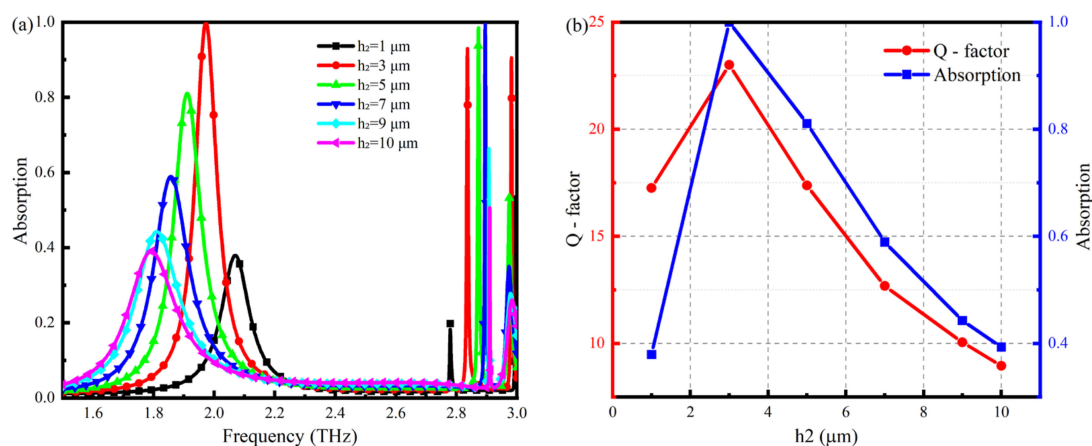 (a)
1.0
0.8
0.6
0.4
0.2
0.0
Absorption
h₂=1 μm
h₂=3 μm
h₂=5 μm
h₂=7 μm
h₂=9 μm
h₂=10 μm
1.6 1.8 2.0 2.2 2.4 2.6 2.8 3.0
Frequency (THz)
(b)
25
20
15
10
Q - factor
Q - factor
Absorption
1.0
0.8
0.6
0.4
Absorption
0 2 4 6 8 10
h2 (μm)